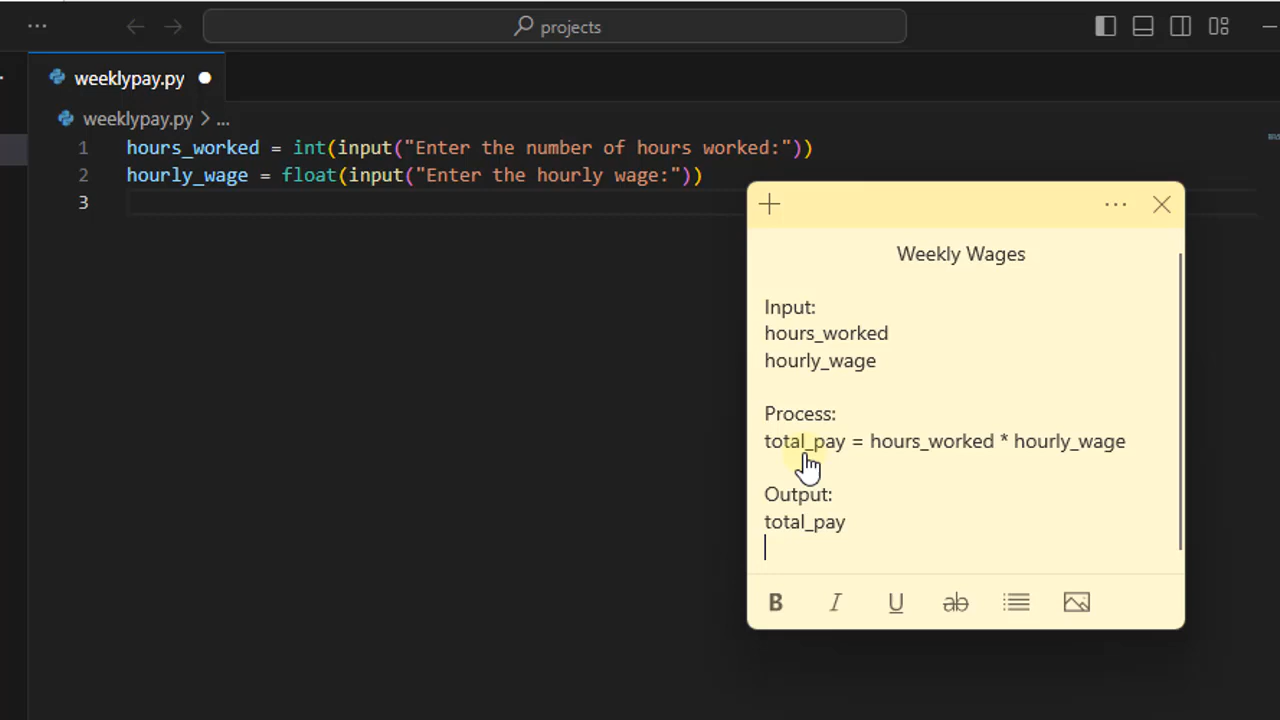 projects
weeklypay.py
weeklypay.py > ...
1 hours_worked = int(input("Enter the number of hours worked:"))
2 hourly_wage = float(input("Enter the hourly wage:"))
3
Weekly Wages
Input:
hours_worked
hourly_wage
Process:
total_pay = hours_worked * hourly_wage
Output:
total_pay
B I U ab